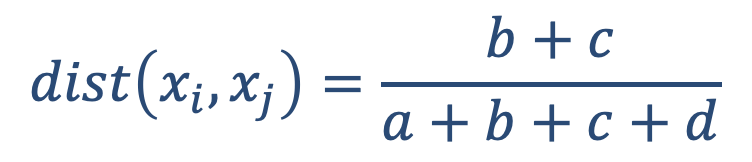 dist(xᵢ, xⱼ) = (b + c) / (a + b + c + d)